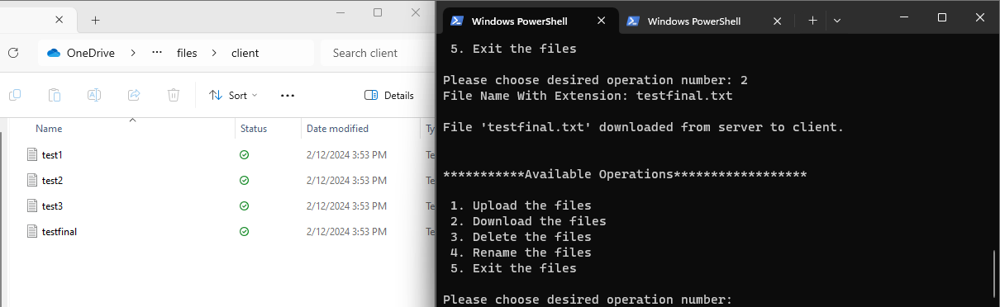 OneDrive > ... files > client
Search client
Sort
Details
Name Status Date modified Ty
test1 2/12/2024 3:53 PM Te
test2 2/12/2024 3:53 PM Te
test3 2/12/2024 3:53 PM Te
testfinal 2/12/2024 3:53 PM Te
Windows PowerShell
Windows PowerShell
5. Exit the files
Please choose desired operation number: 2
File Name With Extension: testfinal.txt
File 'testfinal.txt' downloaded from server to client.
***********Available Operations******************
1. Upload the files
2. Download the files
3. Delete the files
4. Rename the files
5. Exit the files
Please choose desired operation number: